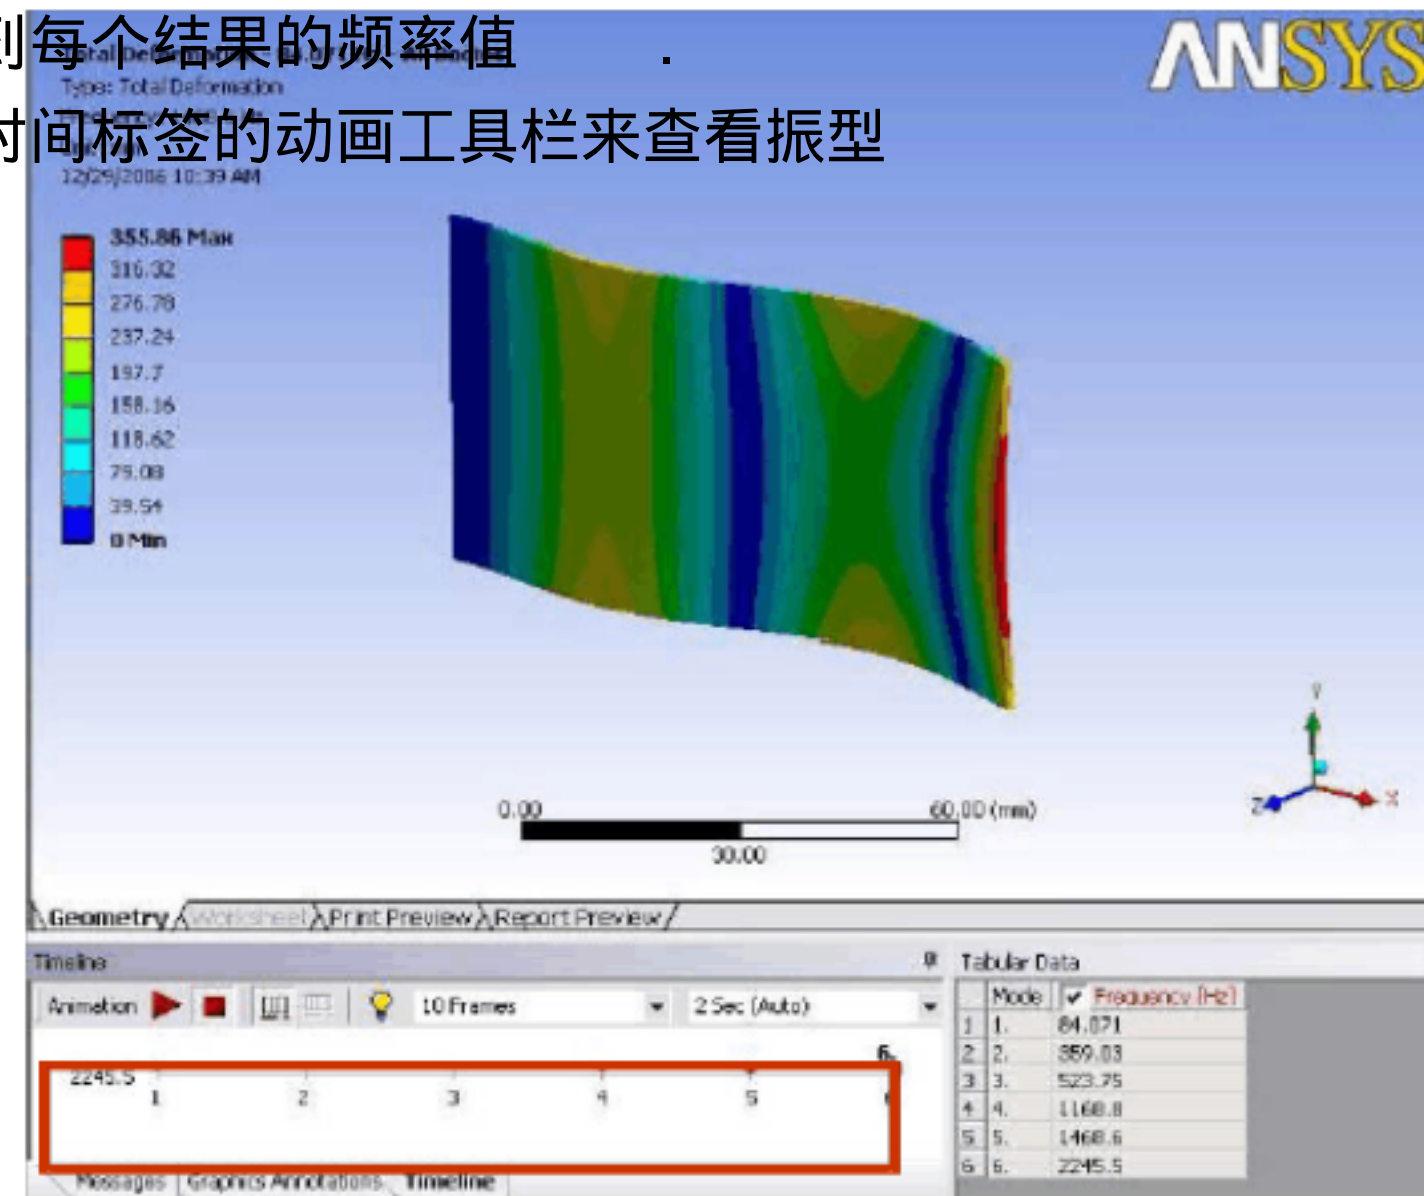 到每个结果的频率值 .
ANSYS
Type: Total Deformation
时间标签的动画工具栏来查看振型
12/29/2006 10:39 AM
355.86 Max
316.32
276.78
237.24
197.7
158.16
118.62
79.08
39.54
0 Min
Y
Z X
0.00 60.00 (mm)
30.00
Geometry Worksheet Print Preview Report Preview
Timeline
Animation 10 Frames 2 Sec (Auto)
6.
2245.5
1 2 3 4 5
Messages Graphics Annotations Timeline
Tabular Data
Mode Frequency [Hz]
1 1. 84.071
2 2. 359.03
3 3. 523.75
4 4. 1168.8
5 5. 1468.6
6 6. 2245.5